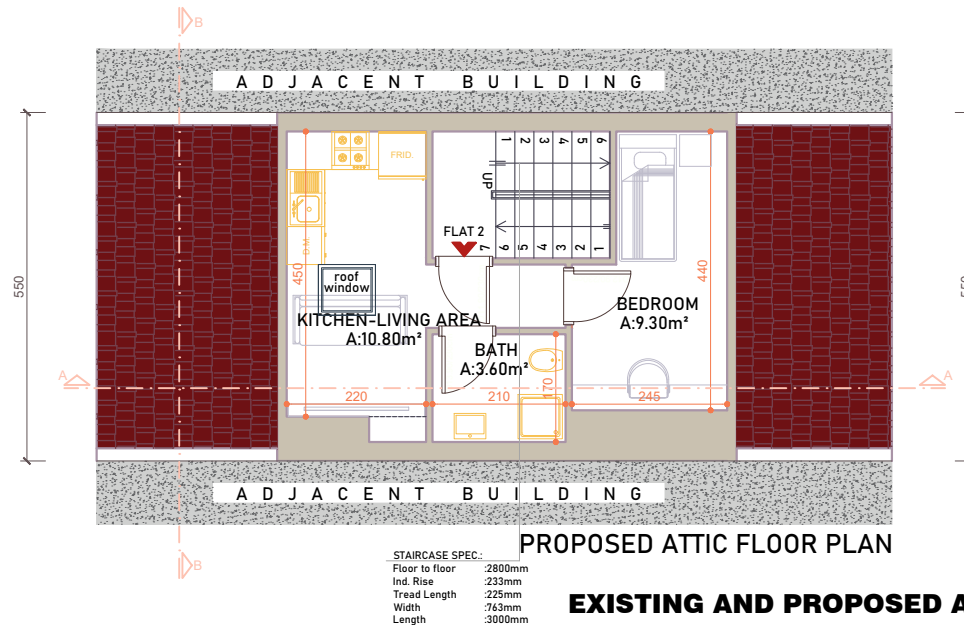 B
ADJACENT BUILDING
550
550
FRID.
1 2 3 4 5 6
UP
FLAT 2
7 6 5 4 3 2 1
D.M
450
440
roof
window
KITCHEN-LIVING AREA
A:10.80m²
BEDROOM
A:9.30m²
BATH
A:3.60m²
170
A
A
220
210
245
ADJACENT BUILDING
PROPOSED ATTIC FLOOR PLAN
B
STAIRCASE SPEC.:
Floor to floor :2800mm
Ind. Rise :233mm
Tread Length :225mm
Width :763mm
Length :3000mm
EXISTING AND PROPOSED A